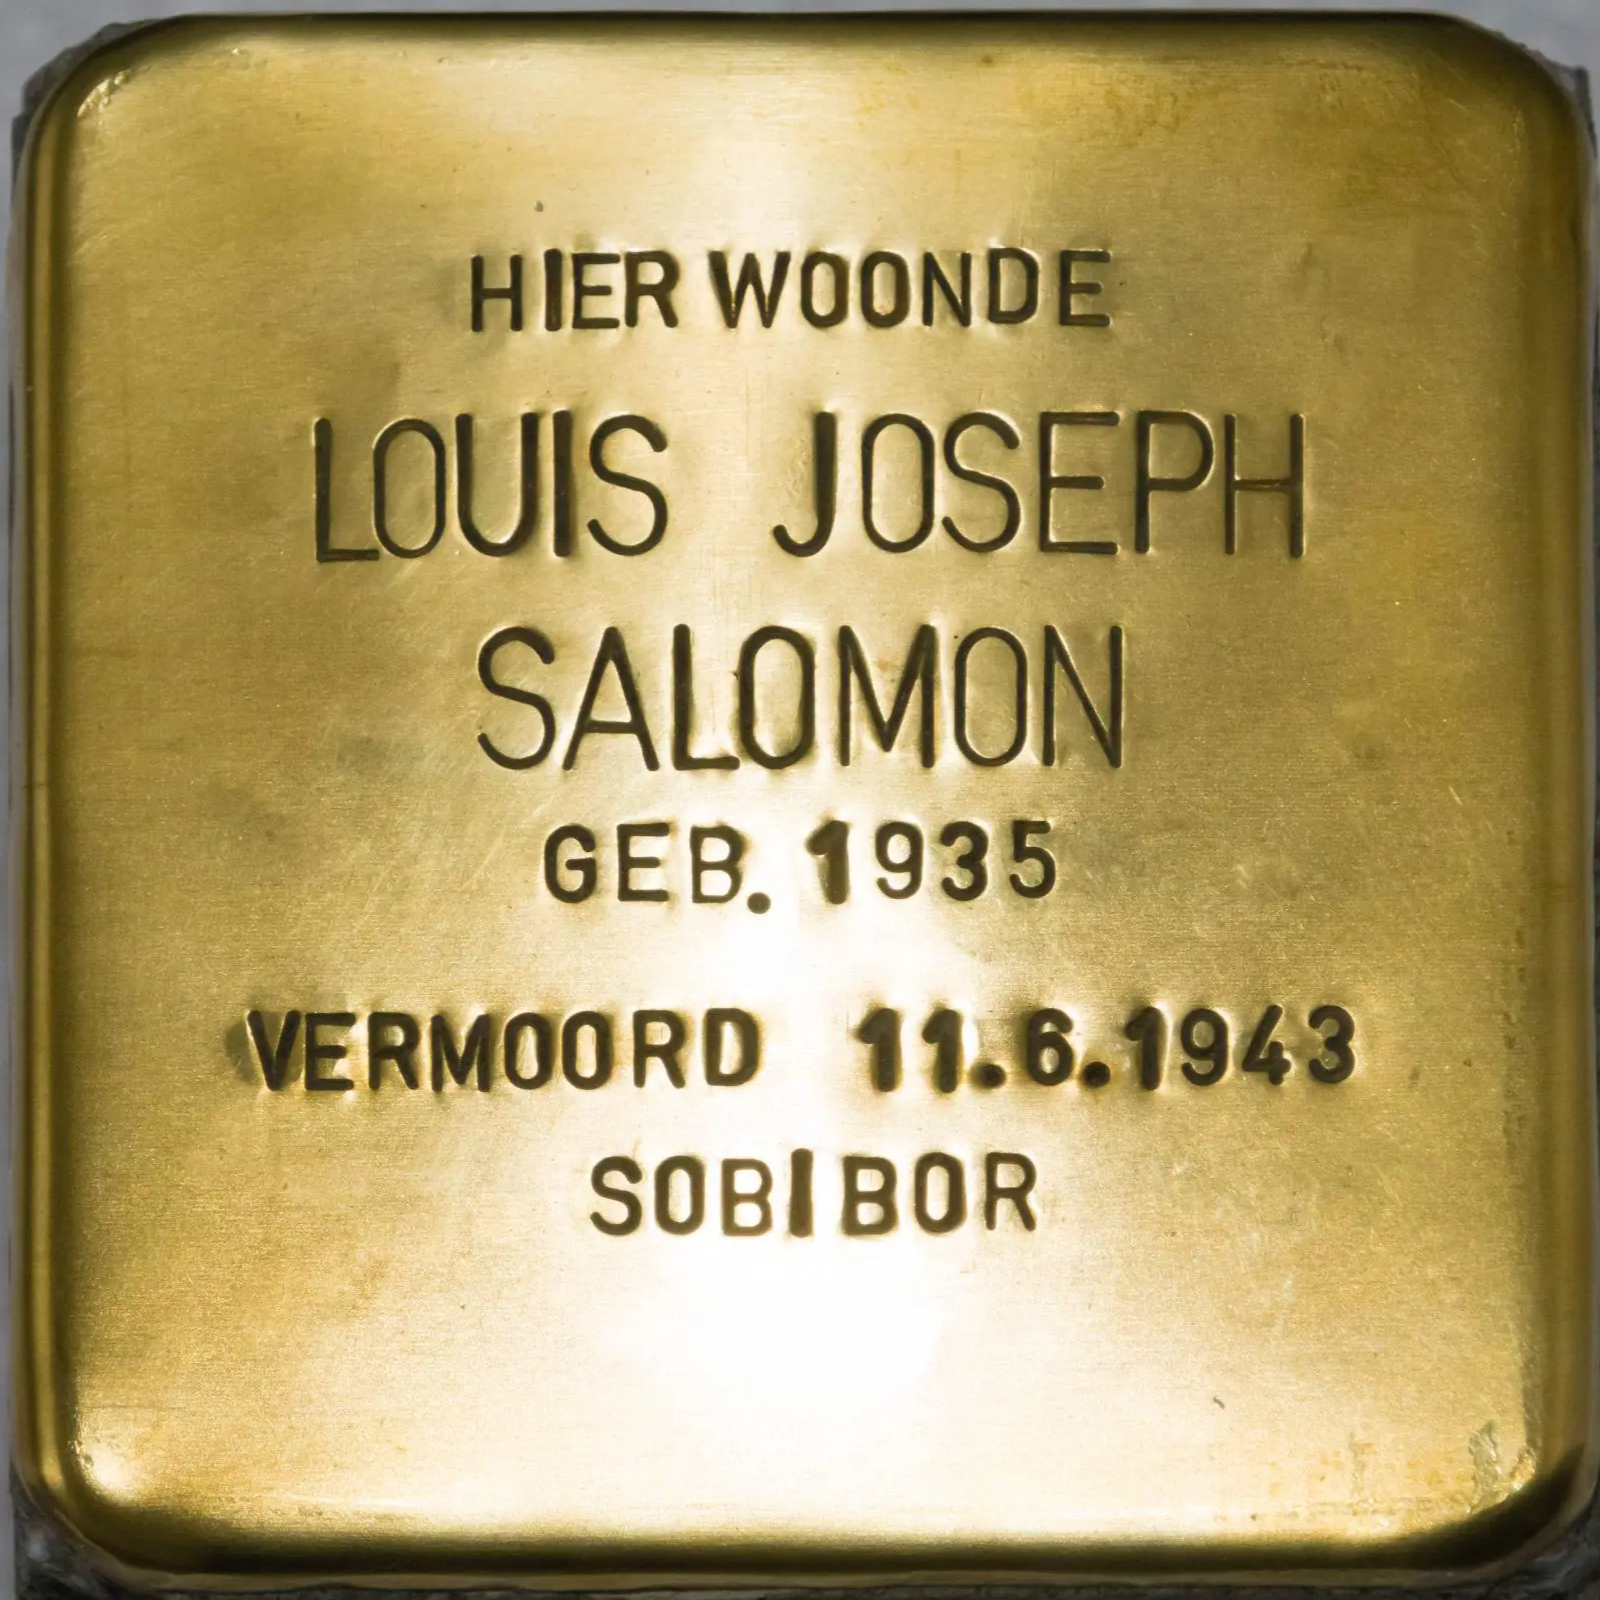 HIER WOONDE
LOUIS JOSEPH
SALOMON
GEB. 1935
VERMOORD 11.6.1943
SOBIBOR